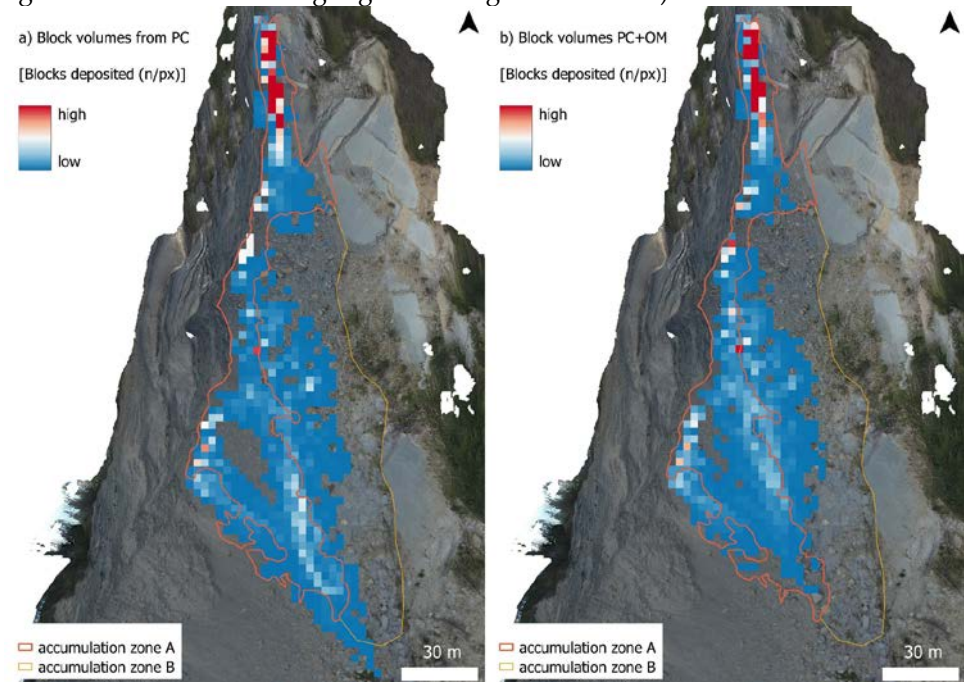 a) Block volumes from PC
[Blocks deposited (n/px)]
high
low
accumulation zone A
accumulation zone B
30 m
b) Block volumes PC+OM
[Blocks deposited (n/px)]
high
low
accumulation zone A
accumulation zone B
30 m